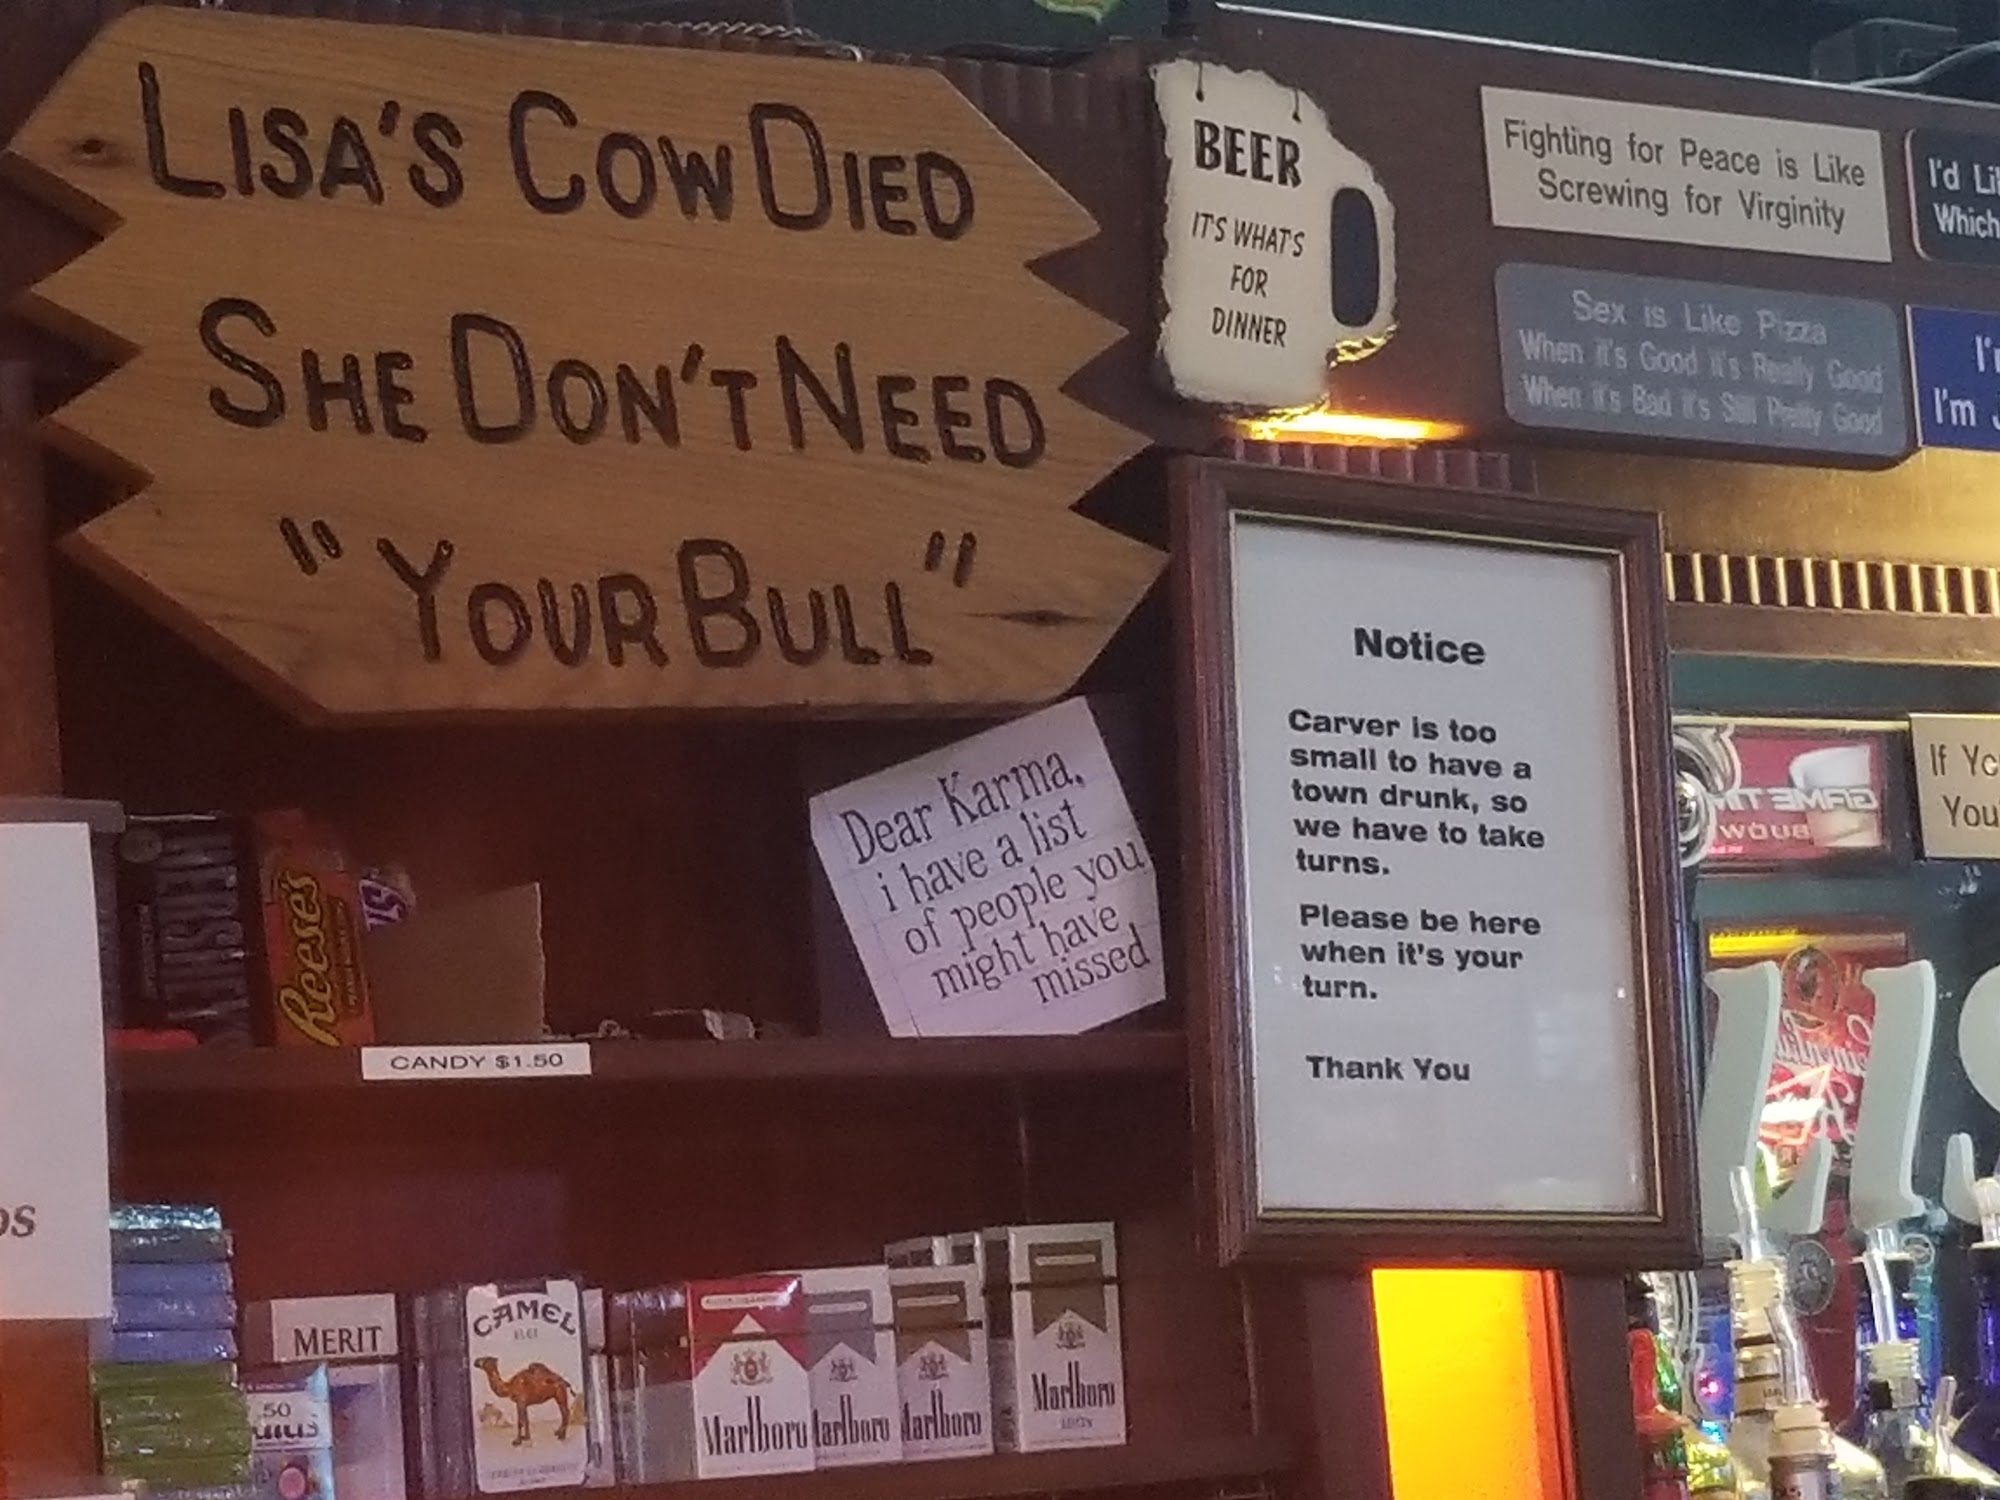 LISA'S COW DIED
SHE DON'T NEED
"YOUR BULL"
BEER
IT'S WHAT'S
FOR
DINNER
Fighting for Peace is Like
Screwing for Virginity
I'd
Which
Sex is Like Pizza
When it's Good it's Really Good
When it's Bad it's Still Pretty Good
I'm
Notice
Carver is too
small to have a
town drunk, so
we have to take
turns.
Please be here
when it's your
turn.
Thank You
Dear Karma,
i have a list
of people you
might have
missed
If
Reese's
CANDY $1.50
MERIT
50
CAMEL
Marlboro
Marlboro
Marlboro
Marlboro